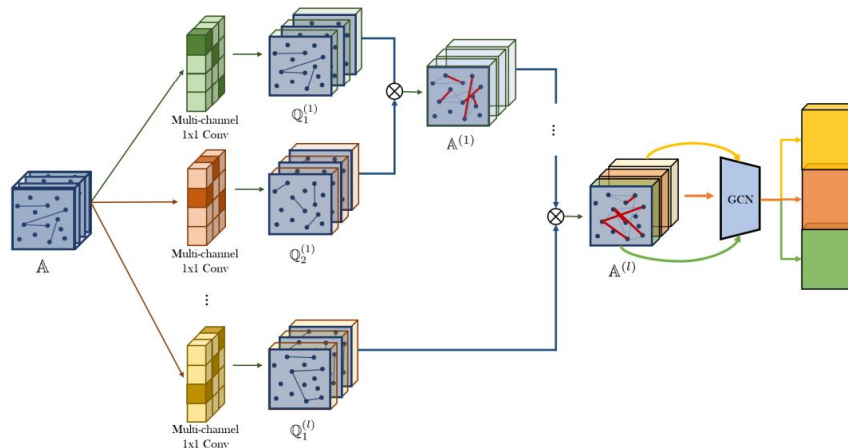 Multi-channel
1x1 Conv
ℚ₁⁽¹⁾
𝔸⁽¹⁾
⋮
Multi-channel
1x1 Conv
ℚ₂⁽¹⁾
𝔸
⋮
GCN
𝔸⁽ˡ⁾
Multi-channel
1x1 Conv
ℚ₁⁽ˡ⁾